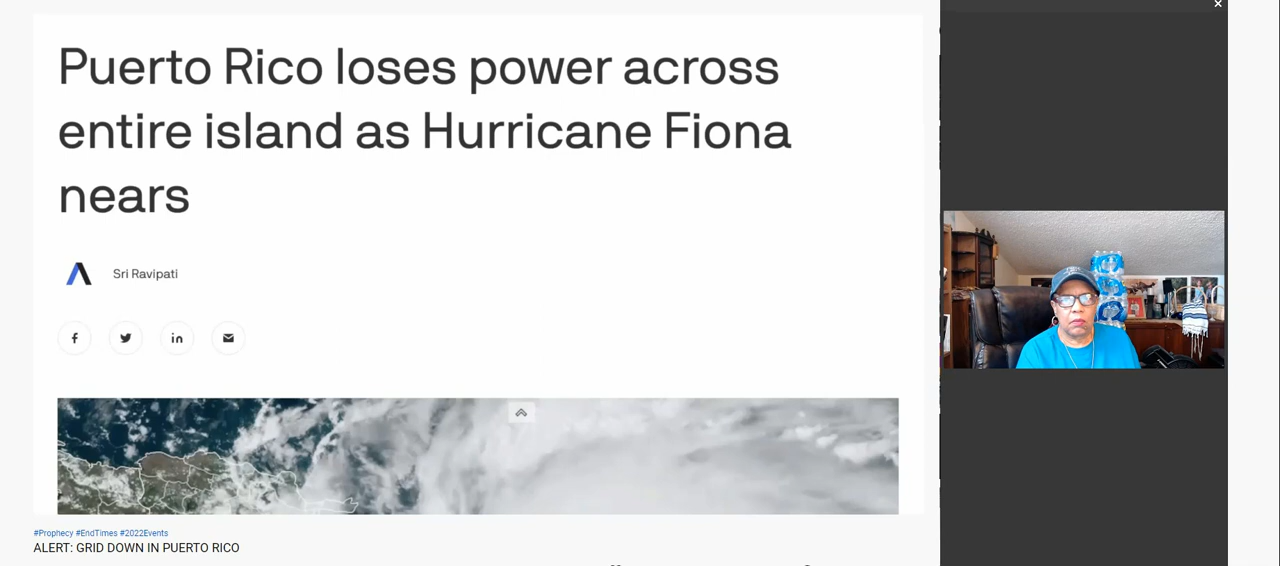 Puerto Rico loses power across
entire island as Hurricane Fiona
nears
Sri Ravipati
#Prophecy #EndTimes #2022Events
ALERT: GRID DOWN IN PUERTO RICO